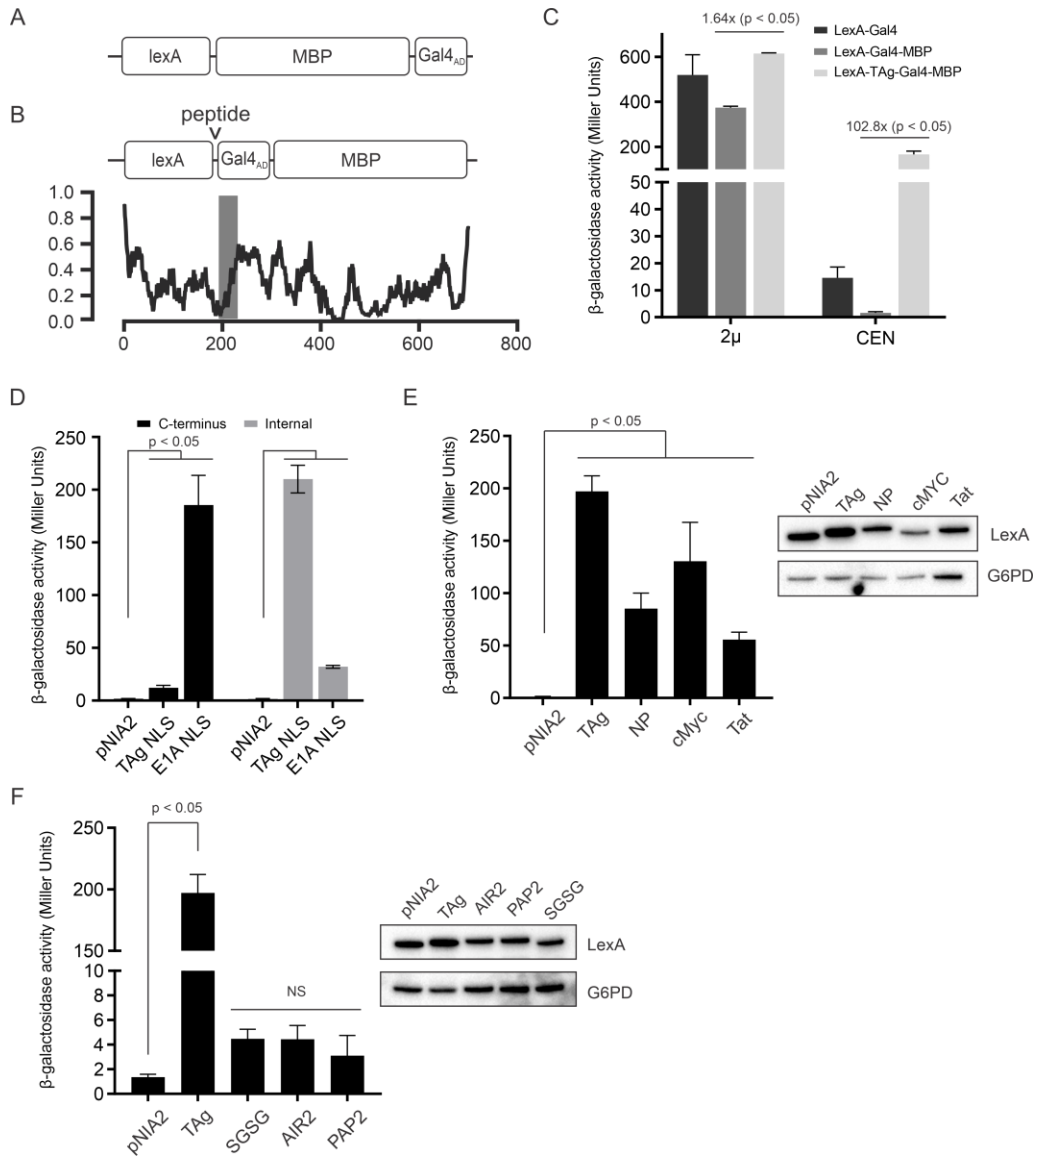 A
lexA
MBP
Gal4AD
B
peptide
lexA
Gal4AD
MBP
1.0
0.8
0.6
0.4
0.2
0.0
0
200
400
600
800
C
1.64x (p < 0.05)
LexA-Gal4
LexA-Gal4-MBP
LexA-TAg-Gal4-MBP
102.8x (p < 0.05)
β-galactosidase activity (Miller Units)
600
400
200
50
40
30
20
10
0
2μ
CEN
D
C-terminus
Internal
p < 0.05
β-galactosidase activity (Miller Units)
250
200
150
100
50
0
pNIA2
TAg NLS
E1A NLS
pNIA2
TAg NLS
E1A NLS
E
p < 0.05
β-galactosidase activity (Miller Units)
250
200
150
100
50
0
pNIA2
TAg
NP
cMyc
Tat
pNIA2
TAg
NP
cMYC
Tat
LexA
G6PD
F
p < 0.05
β-galactosidase activity (Miller Units)
250
200
150
10
8
6
4
2
0
NS
pNIA2
TAg
SGSG
AIR2
PAP2
pNIA2
TAg
AIR2
PAP2
SGSG
LexA
G6PD